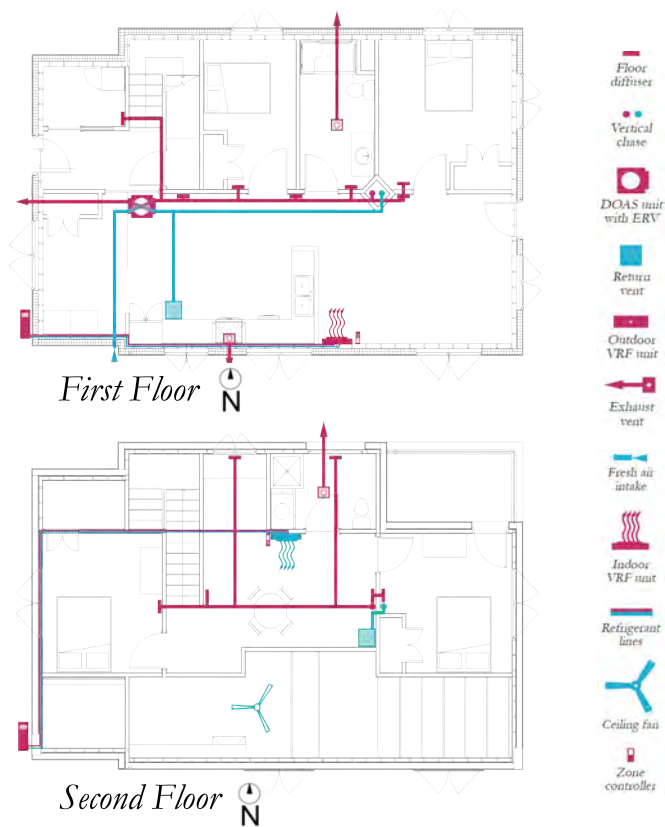 Floor
diffuser
Vertical
chase
DOAS unit
with ERV
Return
vent
Outdoor
VRF unit
Exhaust
vent
Fresh air
intake
Indoor
VRF unit
Refrigerant
lines
Ceiling fan
Zone
controller
First Floor
N
Second Floor
N